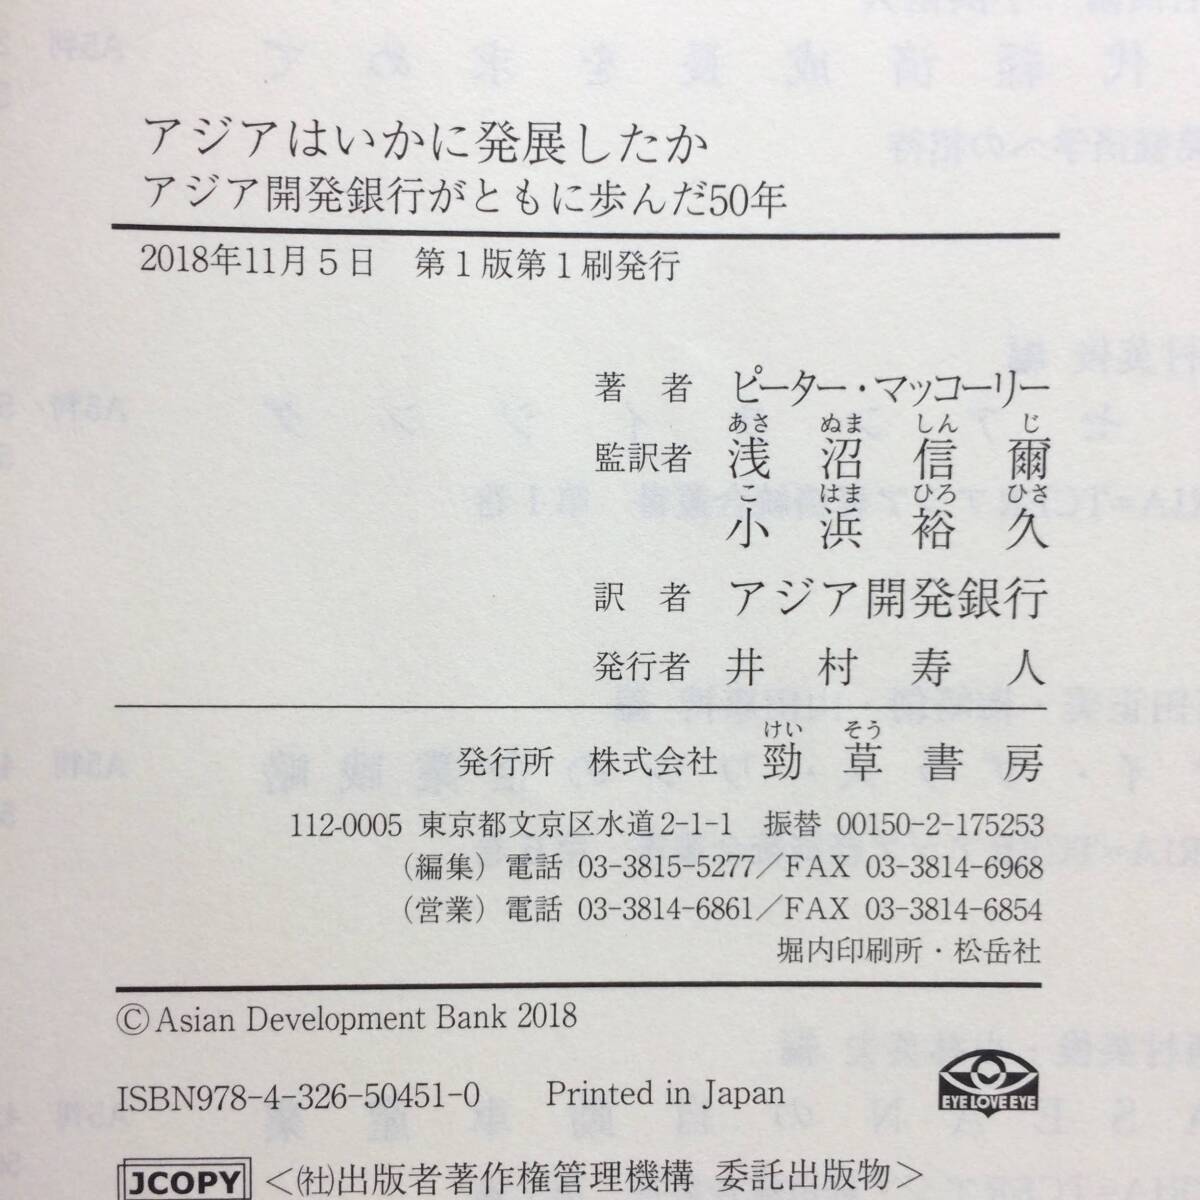 アジアはいかに発展したか
アジア開発銀行がともに歩んだ50年
2018年11月5日　第1版第1刷発行
著　者　ピーター・マッコーリー
あさ ぬま しん じ
監訳者　浅沼信爾
こ はま ひろ ひさ
小浜裕久
訳　者　アジア開発銀行
発行者　井村寿人
けい そう
発行所　株式会社　勁草書房
112-0005 東京都文京区水道2-1-1　振替 00150-2-175253
（編集）電話 03-3815-5277／FAX 03-3814-6968
（営業）電話 03-3814-6861／FAX 03-3814-6854
堀内印刷所・松岳社
©Asian Development Bank 2018
ISBN978-4-326-50451-0　Printed in Japan
EYE LOVE EYE
JCOPY ＜㈳出版者著作権管理機構 委託出版物＞